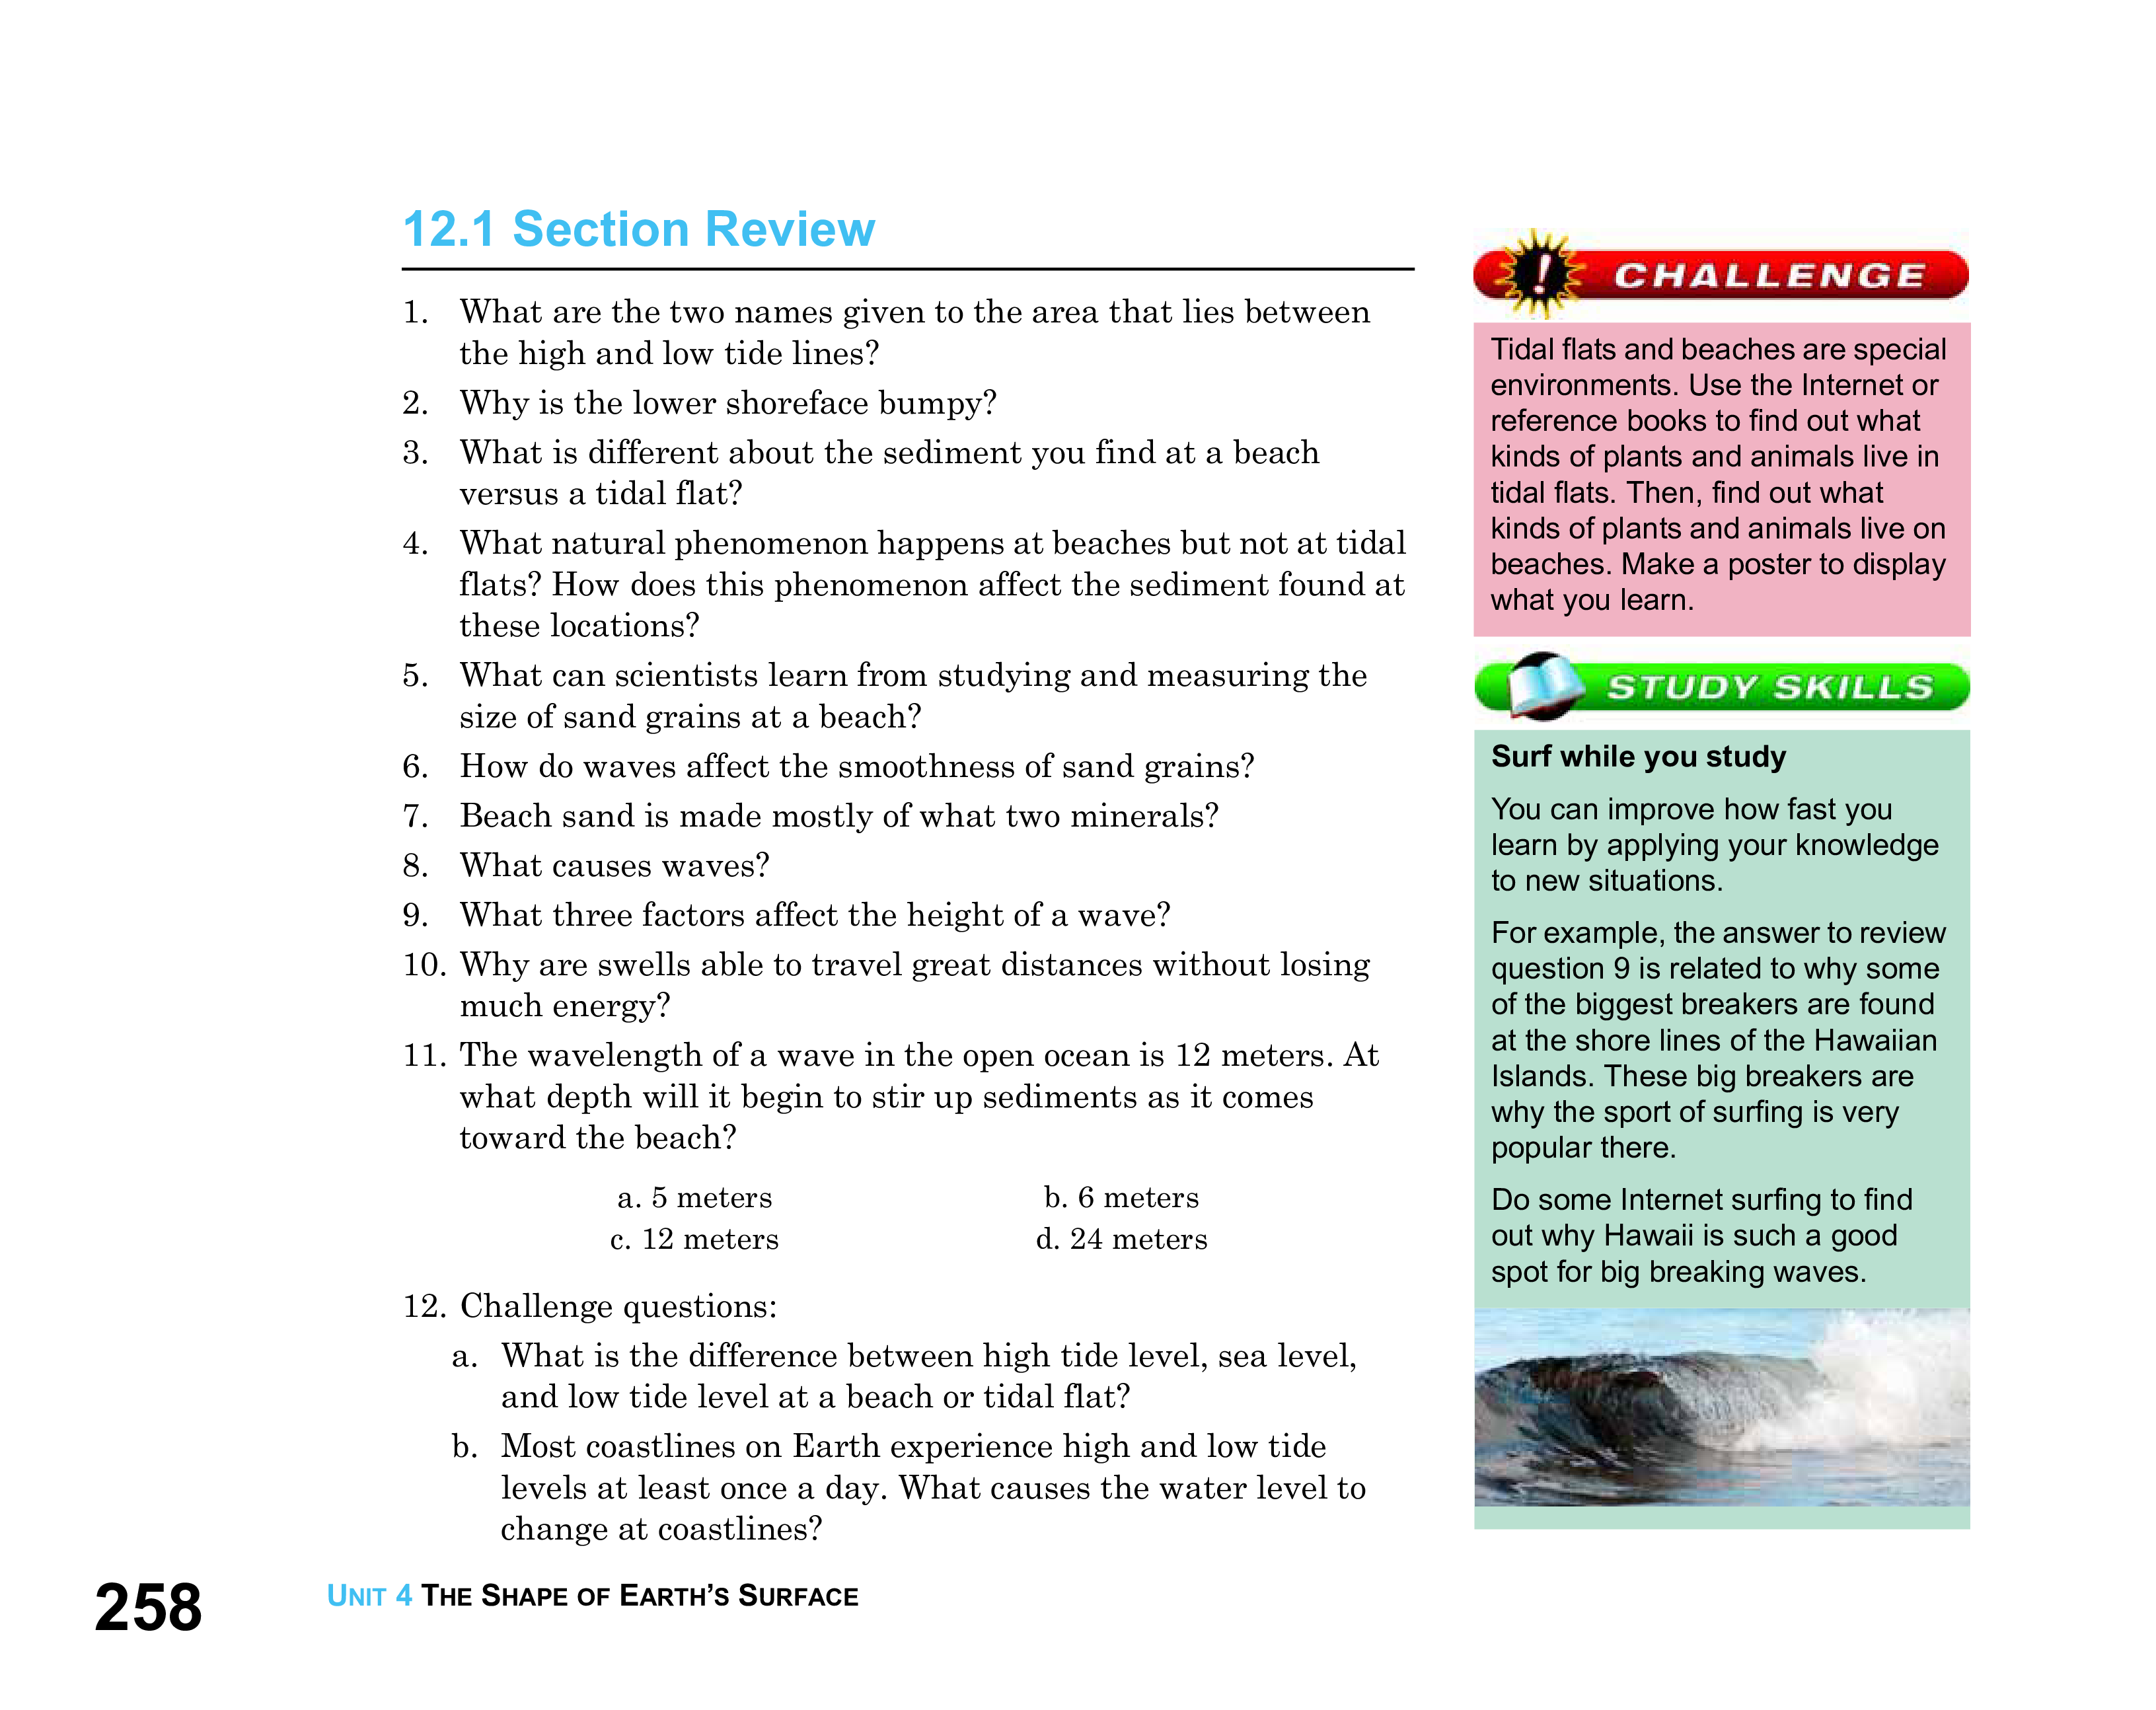 12.1 Section Review
1. What are the two names given to the area that lies between
the high and low tide lines?
2. Why is the lower shoreface bumpy?
3. What is different about the sediment you find at a beach
versus a tidal flat?
4. What natural phenomenon happens at beaches but not at tidal
flats? How does this phenomenon affect the sediment found at
these locations?
5. What can scientists learn from studying and measuring the
size of sand grains at a beach?
6. How do waves affect the smoothness of sand grains?
7. Beach sand is made mostly of what two minerals?
8. What causes waves?
9. What three factors affect the height of a wave?
10. Why are swells able to travel great distances without losing
much energy?
11. The wavelength of a wave in the open ocean is 12 meters. At
what depth will it begin to stir up sediments as it comes
toward the beach?
a. 5 meters b. 6 meters
c. 12 meters d. 24 meters
12. Challenge questions:
a. What is the difference between high tide level, sea level,
and low tide level at a beach or tidal flat?
b. Most coastlines on Earth experience high and low tide
levels at least once a day. What causes the water level to
change at coastlines?
! CHALLENGE
Tidal flats and beaches are special
environments. Use the Internet or
reference books to find out what
kinds of plants and animals live in
tidal flats. Then, find out what
kinds of plants and animals live on
beaches. Make a poster to display
what you learn.
STUDY SKILLS
Surf while you study
You can improve how fast you
learn by applying your knowledge
to new situations.
For example, the answer to review
question 9 is related to why some
of the biggest breakers are found
at the shore lines of the Hawaiian
Islands. These big breakers are
why the sport of surfing is very
popular there.
Do some Internet surfing to find
out why Hawaii is such a good
spot for big breaking waves.
258 UNIT 4 THE SHAPE OF EARTH'S SURFACE